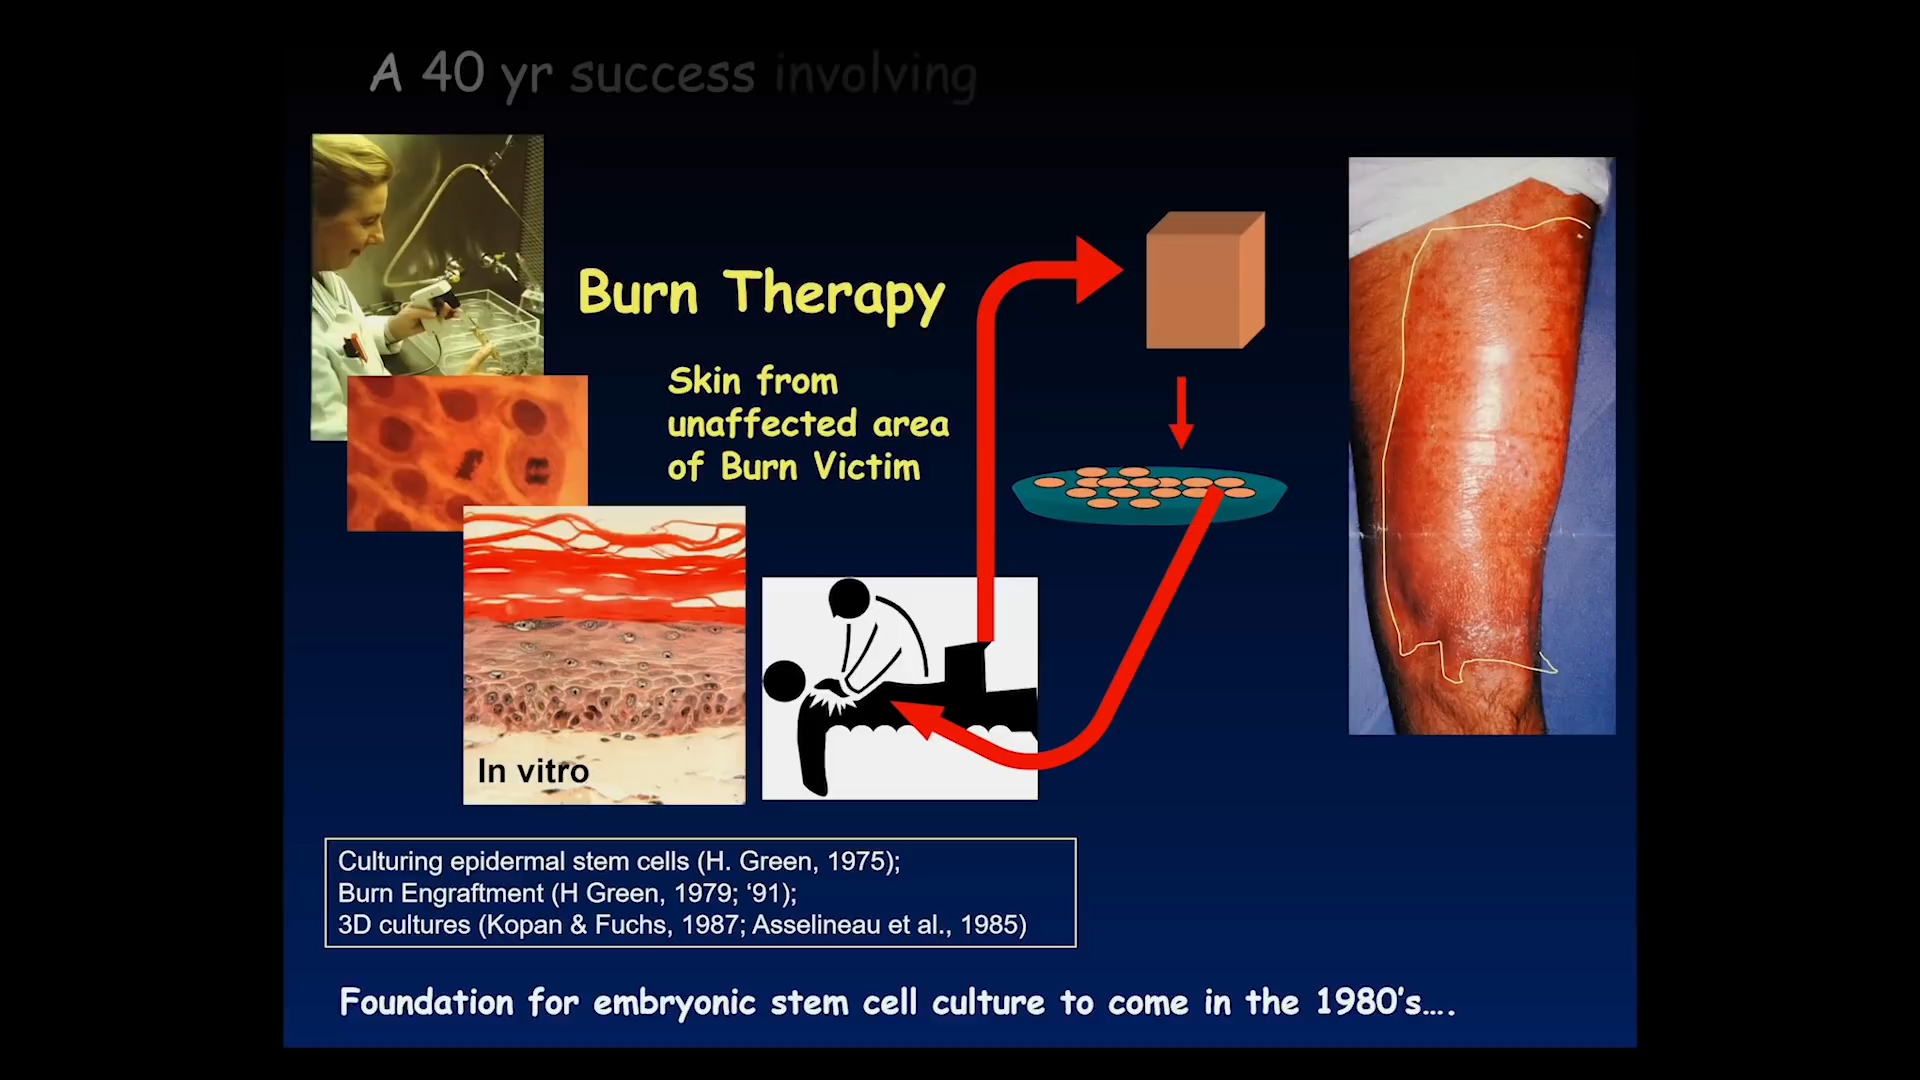 A 40 yr success involving
Burn Therapy
Skin from
unaffected area
of Burn Victim
In vitro
Culturing epidermal stem cells (H. Green, 1975);
Burn Engraftment (H Green, 1979; ‘91);
3D cultures (Kopan & Fuchs, 1987; Asselineau et al., 1985)
Foundation for embryonic stem cell culture to come in the 1980’s….